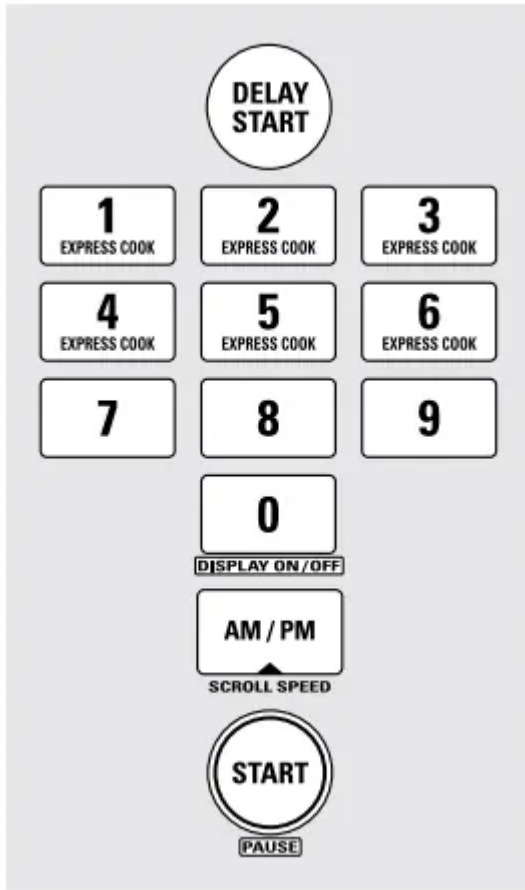 DELAY
START
1 2 3
EXPRESS COOK EXPRESS COOK EXPRESS COOK
4 5 6
EXPRESS COOK EXPRESS COOK EXPRESS COOK
7 8 9
0
DISPLAY ON/OFF
AM / PM
SCROLL SPEED
START
PAUSE